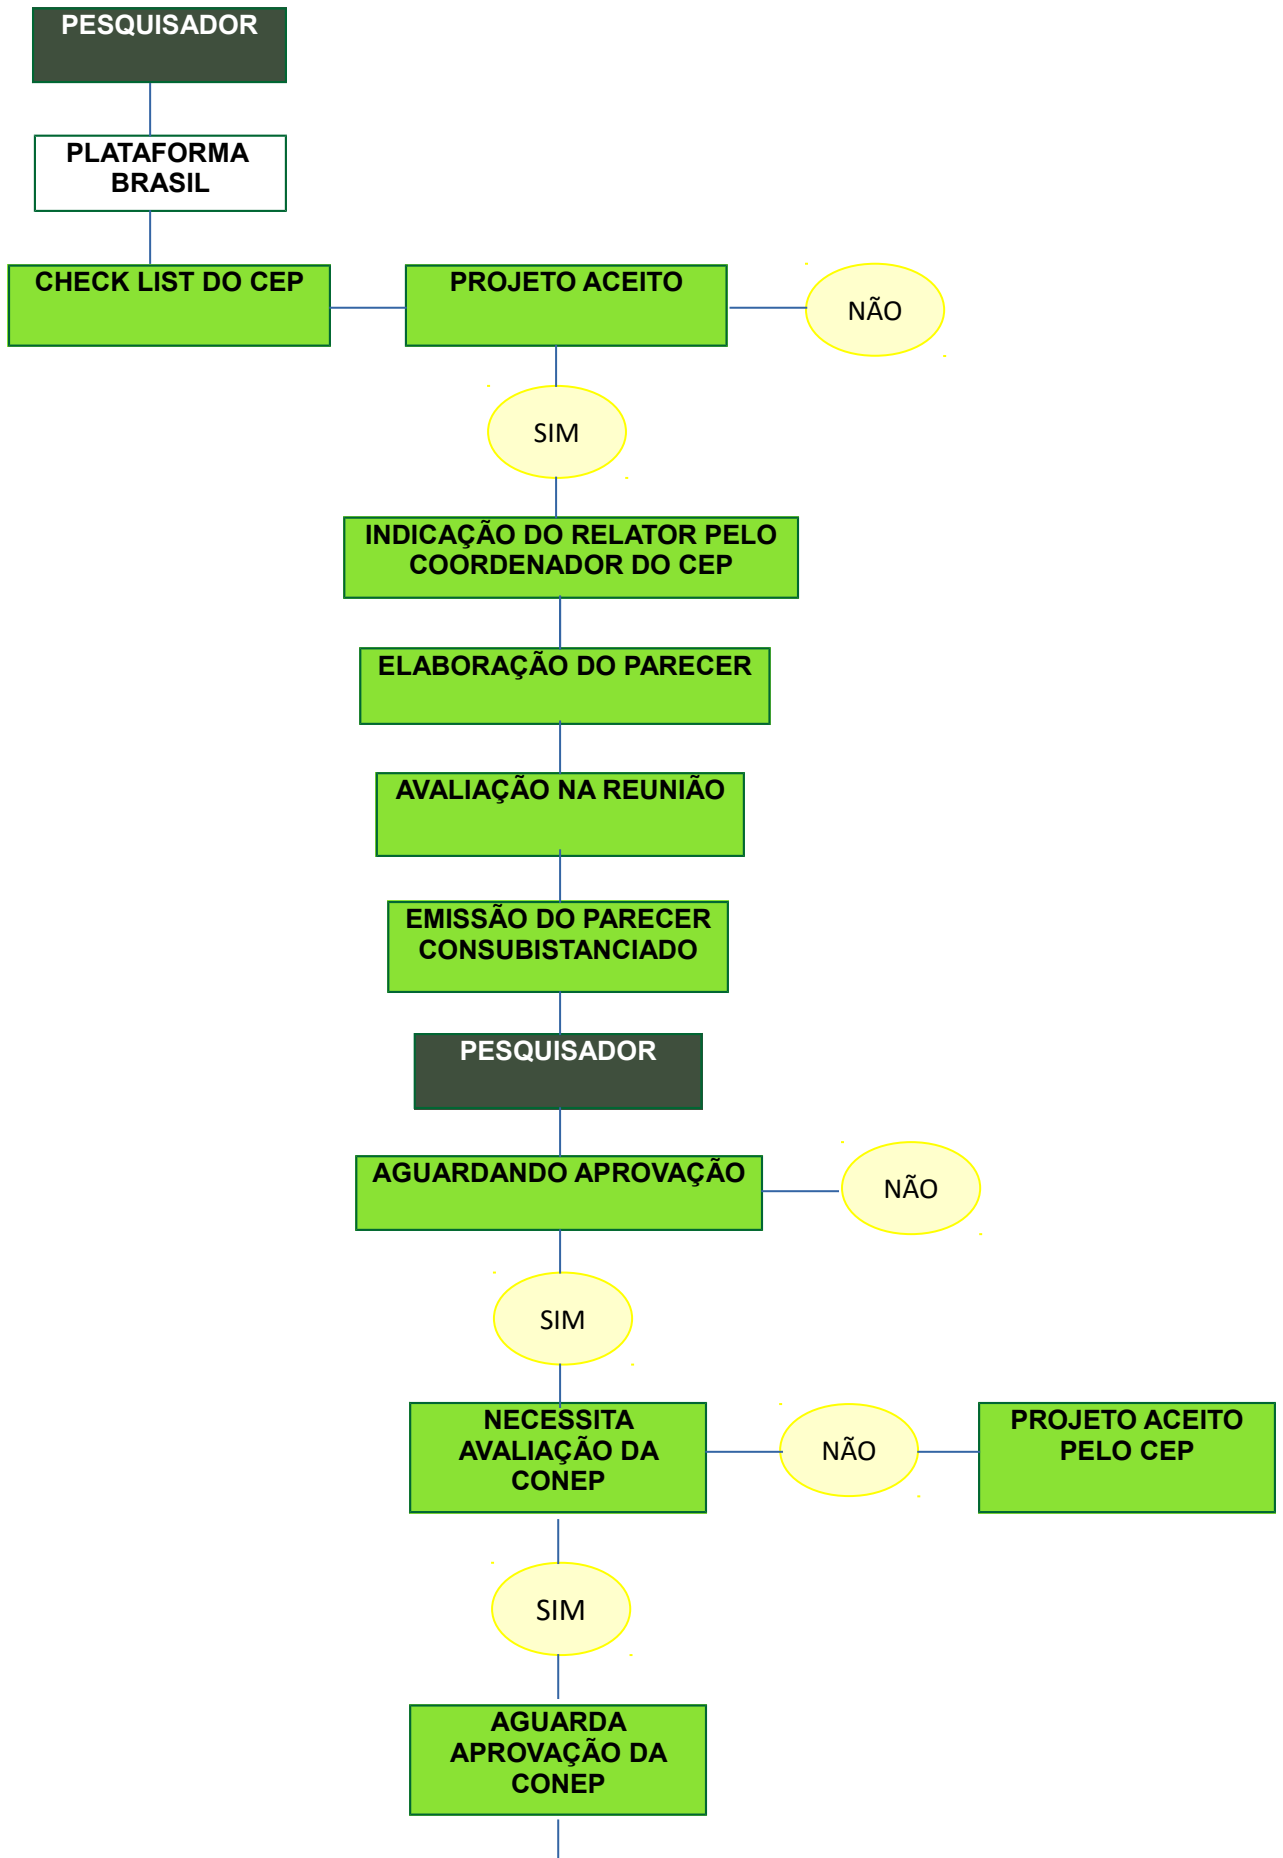 PESQUISADOR
PLATAFORMA
BRASIL
CHECK LIST DO CEP
PROJETO ACEITO
NÃO
SIM
INDICAÇÃO DO RELATOR PELO
COORDENADOR DO CEP
ELABORAÇÃO DO PARECER
AVALIAÇÃO NA REUNIÃO
EMISSÃO DO PARECER
CONSUBISTANCIADO
PESQUISADOR
AGUARDANDO APROVAÇÃO
NÃO
SIM
NECESSITA
AVALIAÇÃO DA
CONEP
NÃO
PROJETO ACEITO
PELO CEP
SIM
AGUARDA
APROVAÇÃO DA
CONEP